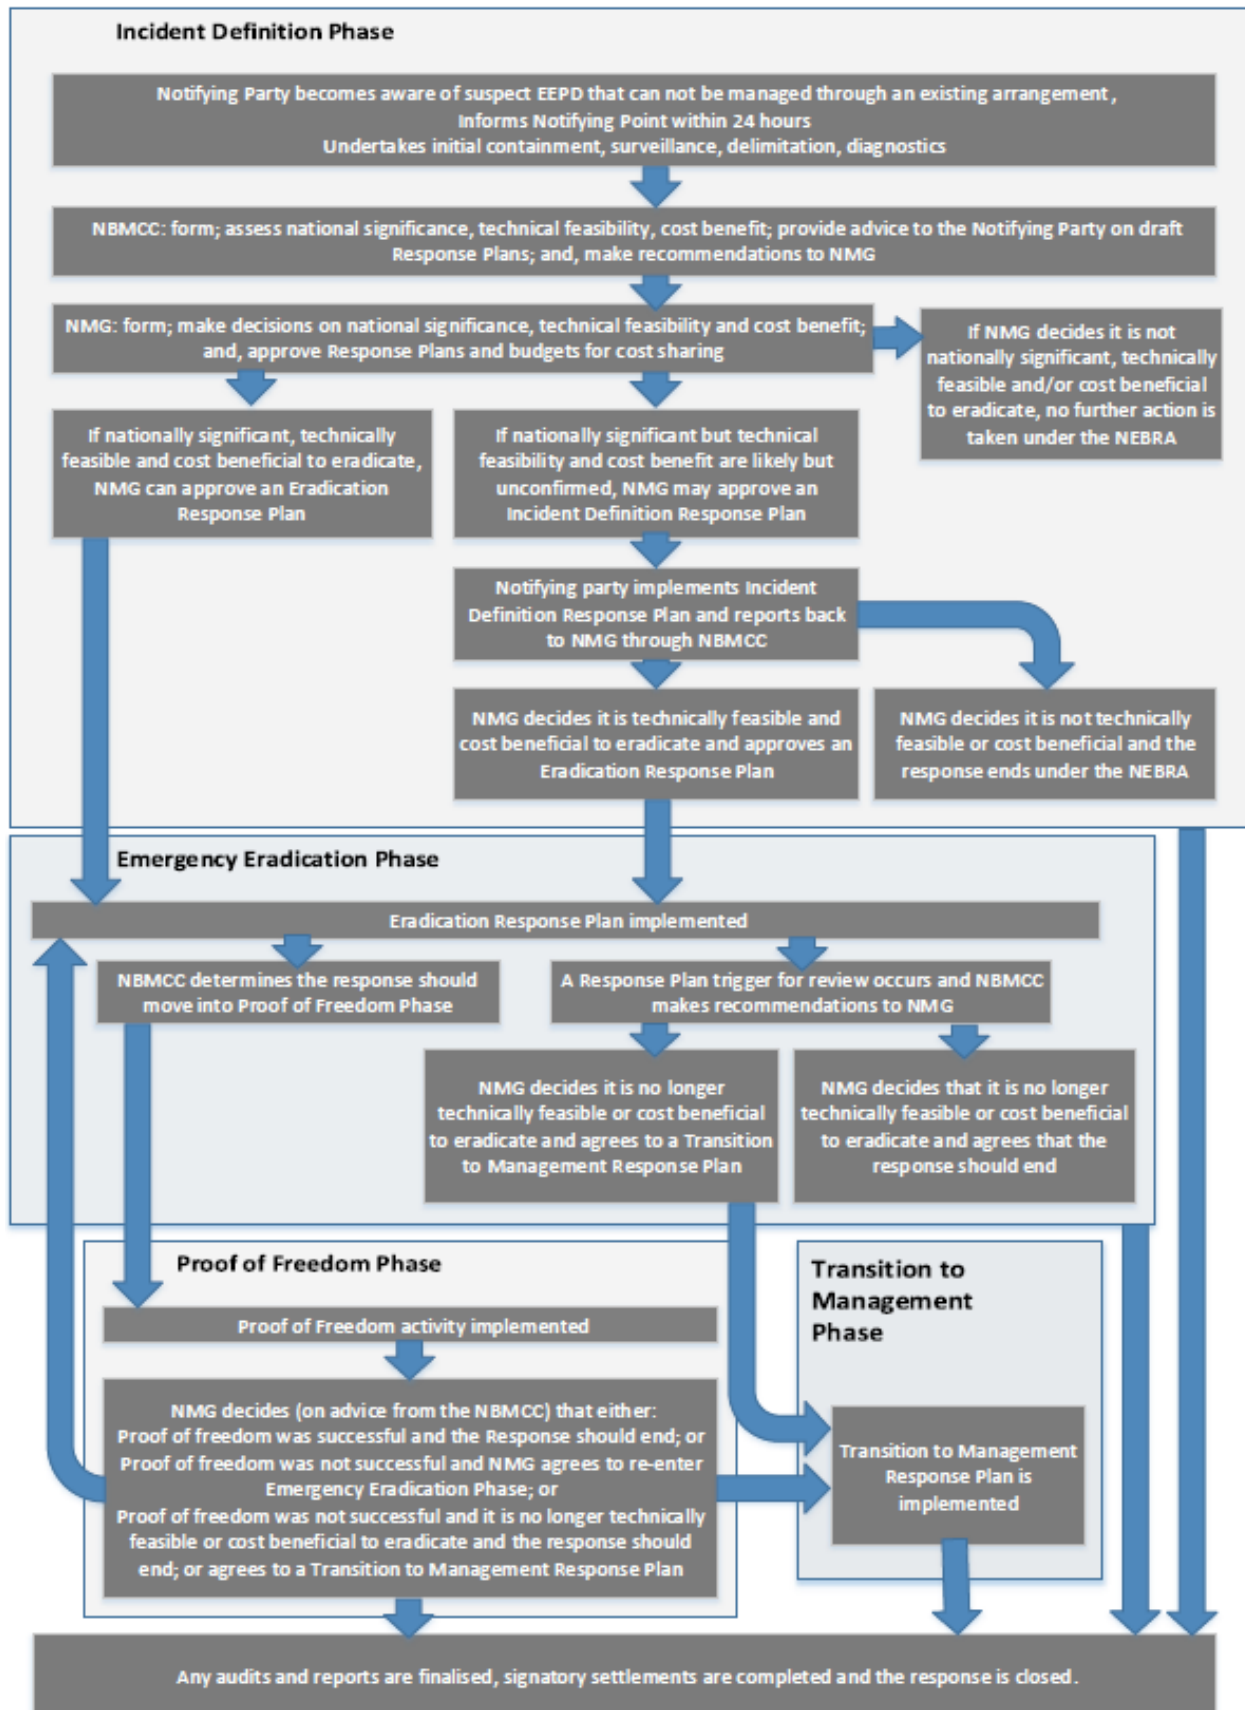 Incident Definition Phase
Notifying Party becomes aware of suspect EEPD that can not be managed through an existing arrangement ,
Informs Notifying Point within 24 hours
Undertakes initial containment, surveillance, delimitation, diagnostics
NBMCC: form; assess national significance, technical feasibility, cost benefit; provide advice to the Notifying Party on draft
Response Plans; and, make recommendations to NMG
NMG: form; make decisions on national significance, technical feasibility and cost benefit;
and, approve Response Plans and budgets for cost sharing
If NMG decides it is not
nationally significant, technically
feasible and/or cost beneficial
to eradicate, no further action is
taken under the NEBRA
If nationally significant, technically
feasible and cost beneficial to eradicate,
NMG can approve an Eradication
Response Plan
If nationally significant but technical
feasibility and cost benefit are likely but
unconfirmed, NMG may approve an
Incident Definition Response Plan
Notifying party implements Incident
Definition Response Plan and reports back
to NMG through NBMCC
NMG decides it is technically feasible and
cost beneficial to eradicate and approves an
Eradication Response Plan
NMG decides it is not technically
feasible or cost beneficial and the
response ends under the NEBRA
Emergency Eradication Phase
Eradication Response Plan implemented
NBMCC determines the response should
move into Proof of Freedom Phase
A Response Plan trigger for review occurs and NBMCC
makes recommendations to NMG
NMG decides it is no longer
technically feasible or cost beneficial
to eradicate and agrees to a Transition
to Management Response Plan
NMG decides that it is no longer
technically feasible or cost beneficial
to eradicate and agrees that the
response should end
Proof of Freedom Phase
Proof of Freedom activity implemented
NMG decides (on advice from the NBMCC) that either:
Proof of freedom was successful and the Response should end; or
Proof of freedom was not successful and NMG agrees to re-enter
Emergency Eradication Phase; or
Proof of freedom was not successful and it is no longer technically
feasible or cost beneficial to eradicate and the response should
end; or agrees to a Transition to Management Response Plan
Transition to
Management
Phase
Transition to Management
Response Plan is
implemented
Any audits and reports are finalised, signatory settlements are completed and the response is closed.